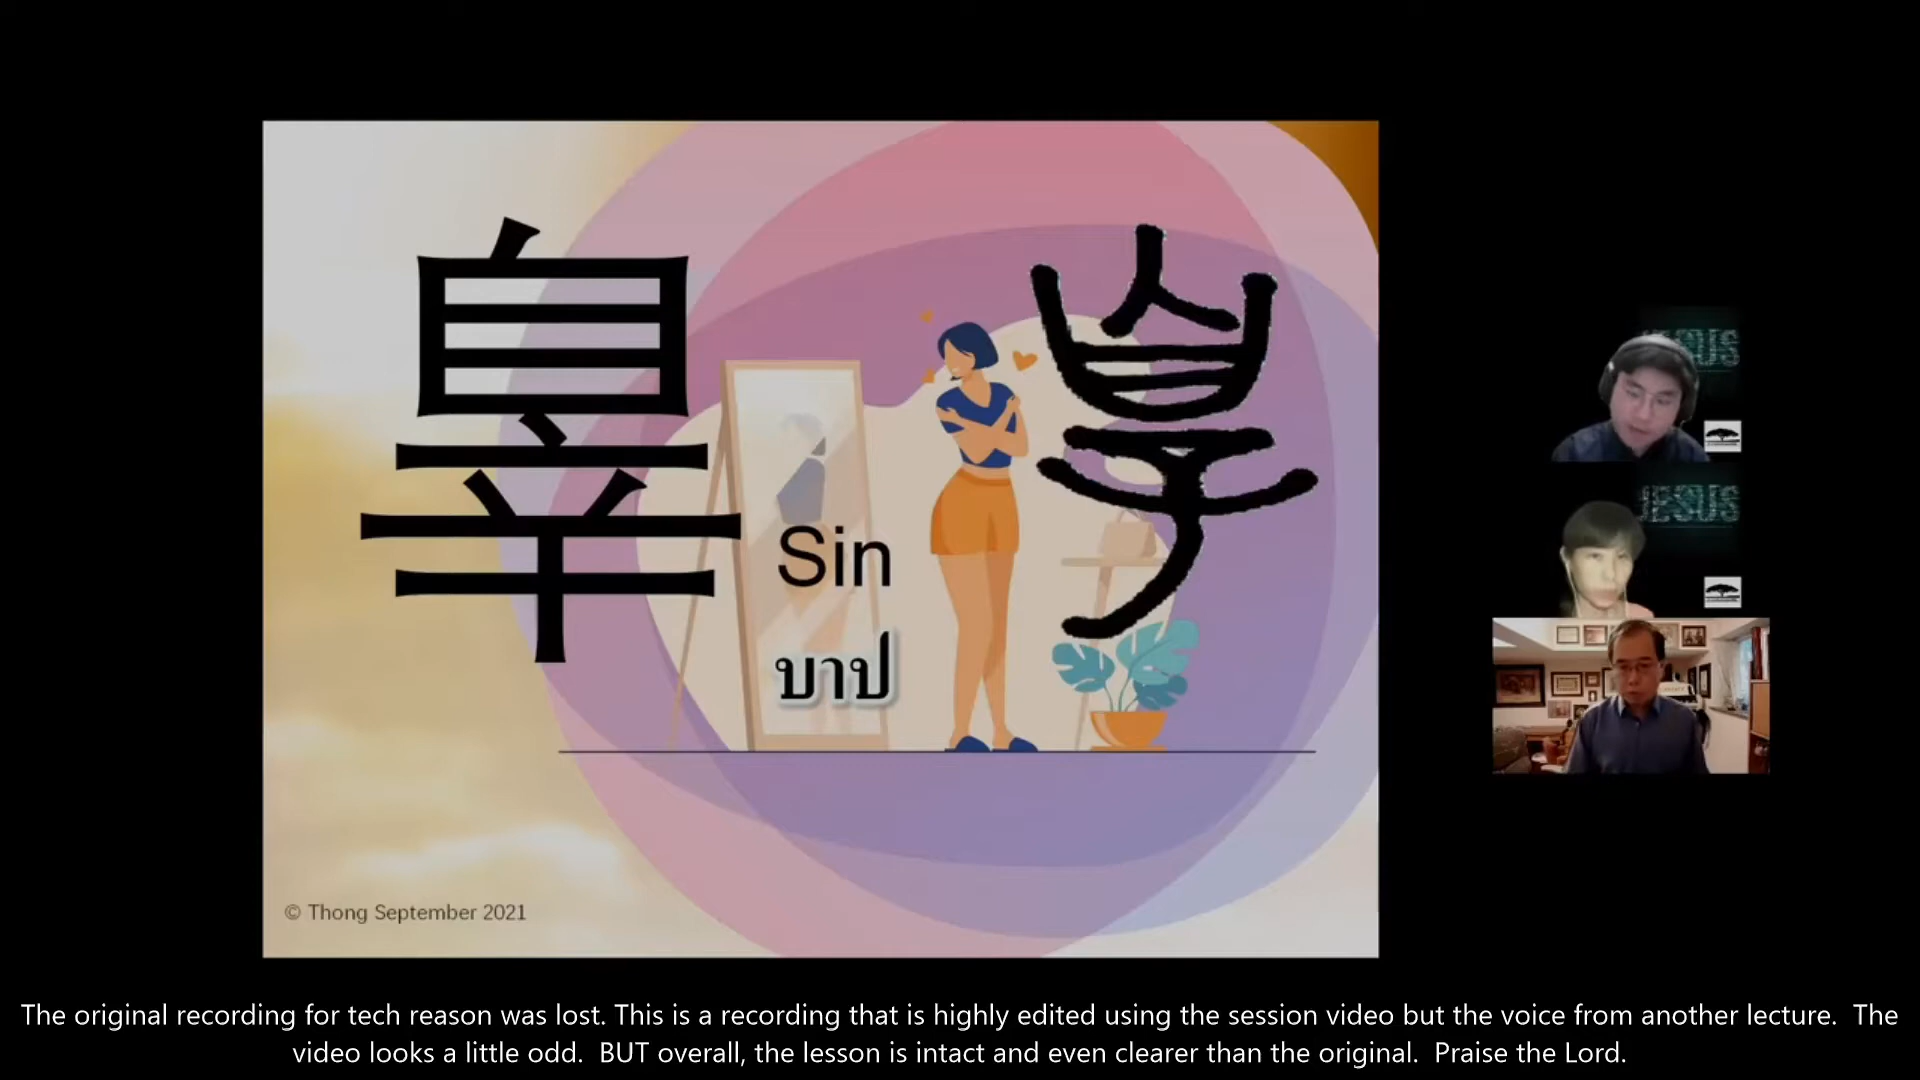 辠
Sin
บาป
© Thong September 2021
JESUS
JESUS
The original recording for tech reason was lost. This is a recording that is highly edited using the session video but the voice from another lecture. The
video looks a little odd. BUT overall, the lesson is intact and even clearer than the original. Praise the Lord.